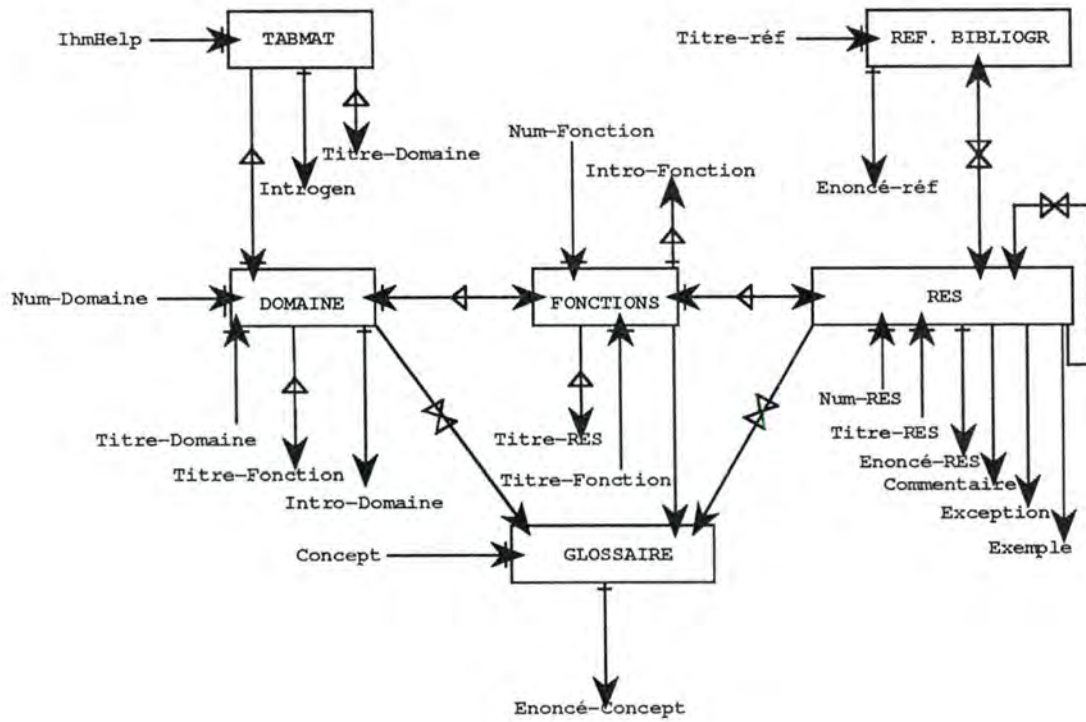 IhmHelp
TABMAT
Titre-réf
REF. BIBLIOGR
Num-Fonction
Titre-Domaine
Intro-Fonction
Introgen
Enoncé-réf
Num-Domaine
DOMAINE
FONCTIONS
RES
Num-RES
Titre-Domaine
Titre-RES
Titre-RES
Titre-Fonction
Titre-Fonction
Enoncé-RES
Commentaire
Intro-Domaine
Exception
Concept
GLOSSAIRE
Exemple
Enoncé-Concept